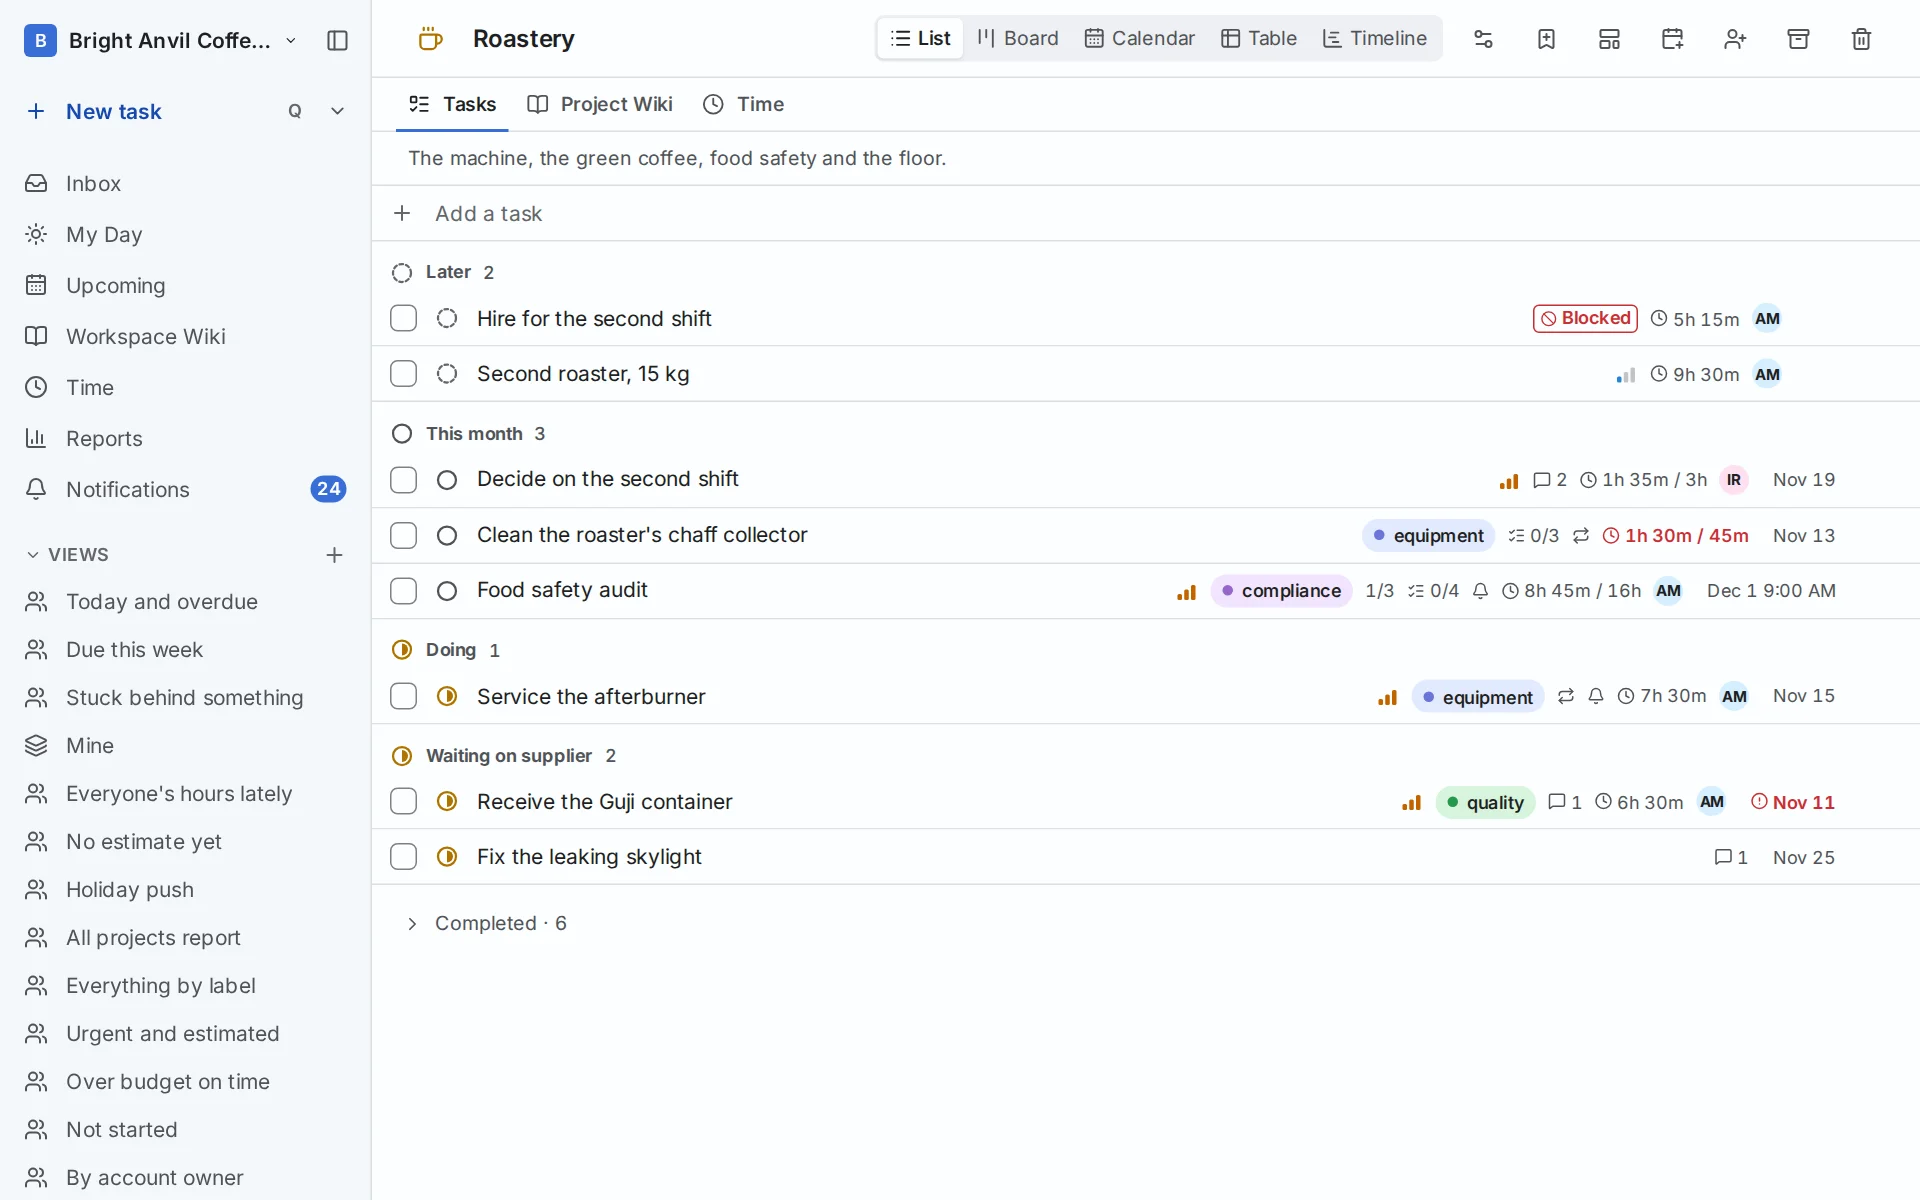 B Bright Anvil Coffe...
New task Q
Inbox
My Day
Upcoming
Workspace Wiki
Time
Reports
Notifications 24
VIEWS
Today and overdue
Due this week
Stuck behind something
Mine
Everyone's hours lately
No estimate yet
Holiday push
All projects report
Everything by label
Urgent and estimated
Over budget on time
Not started
By account owner
Roastery
List Board Calendar Table Timeline
Tasks Project Wiki Time
The machine, the green coffee, food safety and the floor.
Add a task
Later 2
Hire for the second shift Blocked 5h 15m AM
Second roaster, 15 kg 9h 30m AM
This month 3
Decide on the second shift 2 1h 35m / 3h IR Nov 19
Clean the roaster's chaff collector equipment 0/3 1h 30m / 45m Nov 13
Food safety audit compliance 1/3 0/4 8h 45m / 16h AM Dec 1 9:00 AM
Doing 1
Service the afterburner equipment 7h 30m AM Nov 15
Waiting on supplier 2
Receive the Guji container quality 1 6h 30m AM Nov 11
Fix the leaking skylight 1 Nov 25
Completed · 6